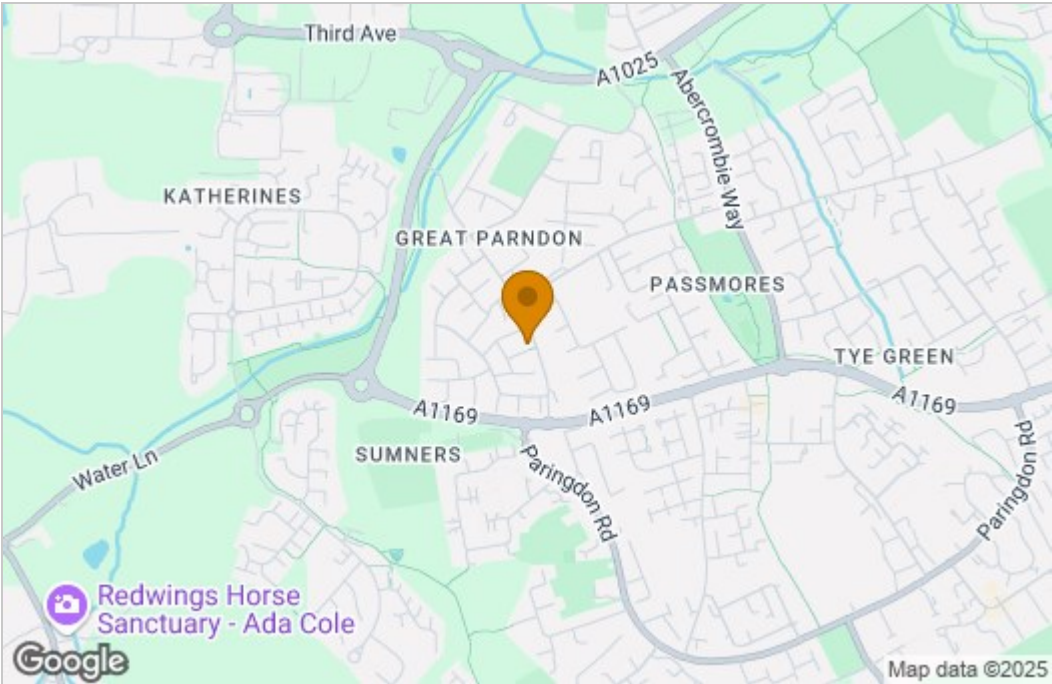 Third Ave
A1025
Abercrombie Way
KATHERINES
GREAT PARNDON
PASSMORES
TYE GREEN
A1169
A1169
A1169
SUMNERS
Water Ln
Paringdon Rd
Paringdon Rd
Redwings Horse
Sanctuary - Ada Cole
Google
Map data ©2025